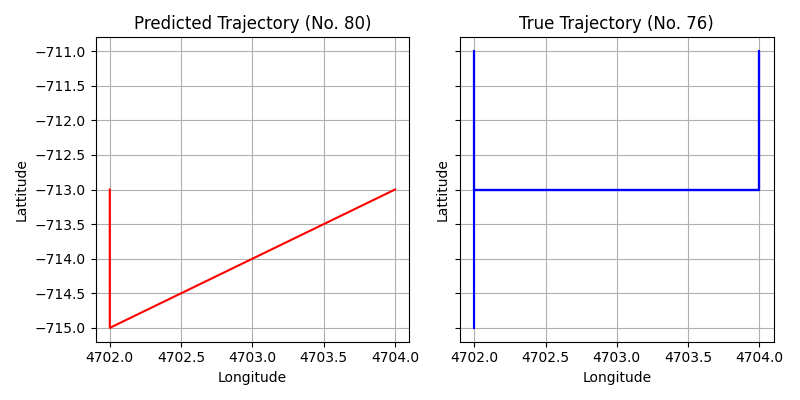 Predicted Trajectory (No. 80)
True Trajectory (No. 76)
−711.0
−711.5
−712.0
−712.5
−713.0
−713.5
−714.0
−714.5
−715.0
Lattitude
Lattitude
4702.0 4702.5 4703.0 4703.5 4704.0
4702.0 4702.5 4703.0 4703.5 4704.0
Longitude
Longitude